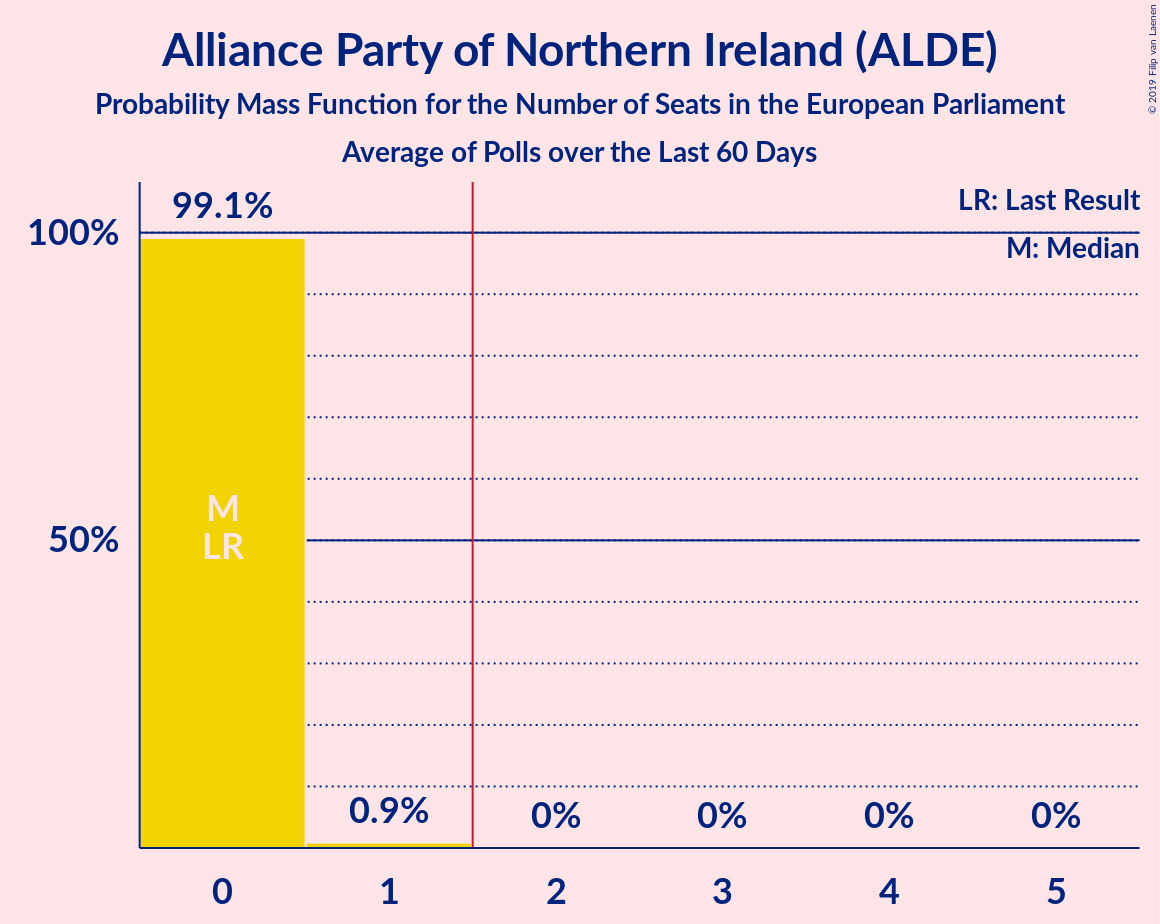 Alliance Party of Northern Ireland (ALDE)
Probability Mass Function for the Number of Seats in the European Parliament
Average of Polls over the Last 60 Days
© 2019 Filip van Laenen
LR: Last Result
M: Median
99.1%
100%
M
LR
50%
0.9%
0%
0%
0%
0%
0
1
2
3
4
5